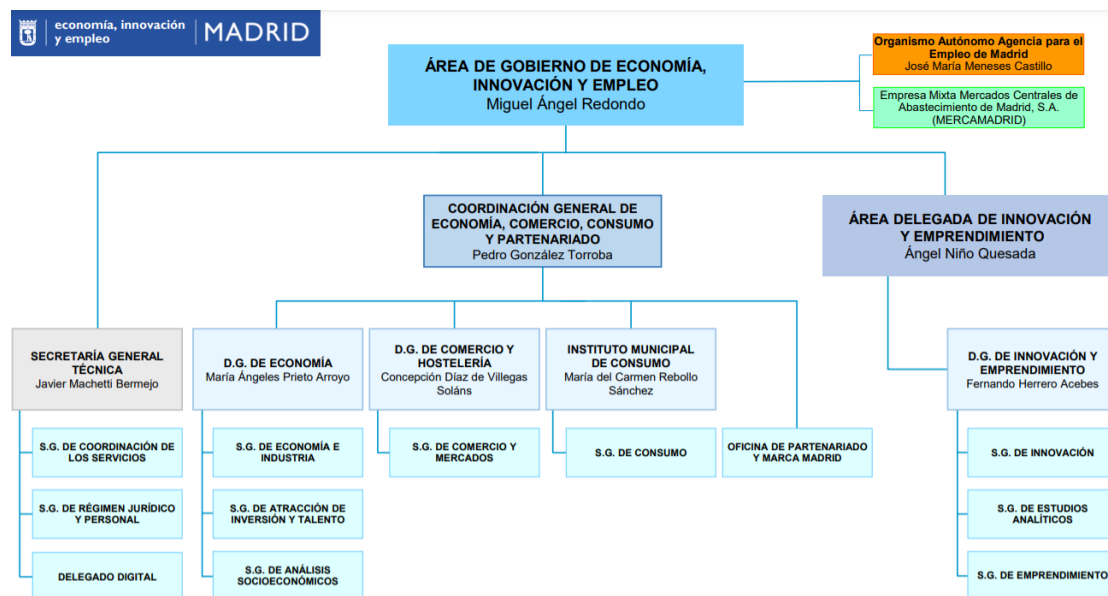 economía, innovación
y empleo
MADRID
ÁREA DE GOBIERNO DE ECONOMÍA,
INNOVACIÓN Y EMPLEO
Miguel Ángel Redondo
Organismo Autónomo Agencia para el
Empleo de Madrid
José María Meneses Castillo
Empresa Mixta Mercados Centrales de
Abastecimiento de Madrid, S.A.
(MERCAMADRID)
COORDINACIÓN GENERAL DE
ECONOMÍA, COMERCIO, CONSUMO
Y PARTENARIADO
Pedro González Torroba
ÁREA DELEGADA DE INNOVACIÓN
Y EMPRENDIMIENTO
Ángel Niño Quesada
SECRETARÍA GENERAL
TÉCNICA
Javier Machetti Bermejo
D.G. DE ECONOMÍA
María Ángeles Prieto Arroyo
D.G. DE COMERCIO Y
HOSTELERÍA
Concepción Díaz de Villegas
Soláns
INSTITUTO MUNICIPAL
DE CONSUMO
María del Carmen Rebollo
Sánchez
D.G. DE INNOVACIÓN Y
EMPRENDIMIENTO
Fernando Herrero Acebes
S.G. DE COORDINACIÓN DE
LOS SERVICIOS
S.G. DE ECONOMÍA E
INDUSTRIA
S.G. DE COMERCIO Y
MERCADOS
S.G. DE CONSUMO
OFICINA DE PARTENARIADO
Y MARCA MADRID
S.G. DE INNOVACIÓN
S.G. DE RÉGIMEN JURÍDICO
Y PERSONAL
S.G. DE ATRACCIÓN DE
INVERSIÓN Y TALENTO
S.G. DE ESTUDIOS
ANALÍTICOS
DELEGADO DIGITAL
S.G. DE ANÁLISIS
SOCIOECONÓMICOS
S.G. DE EMPRENDIMIENTO